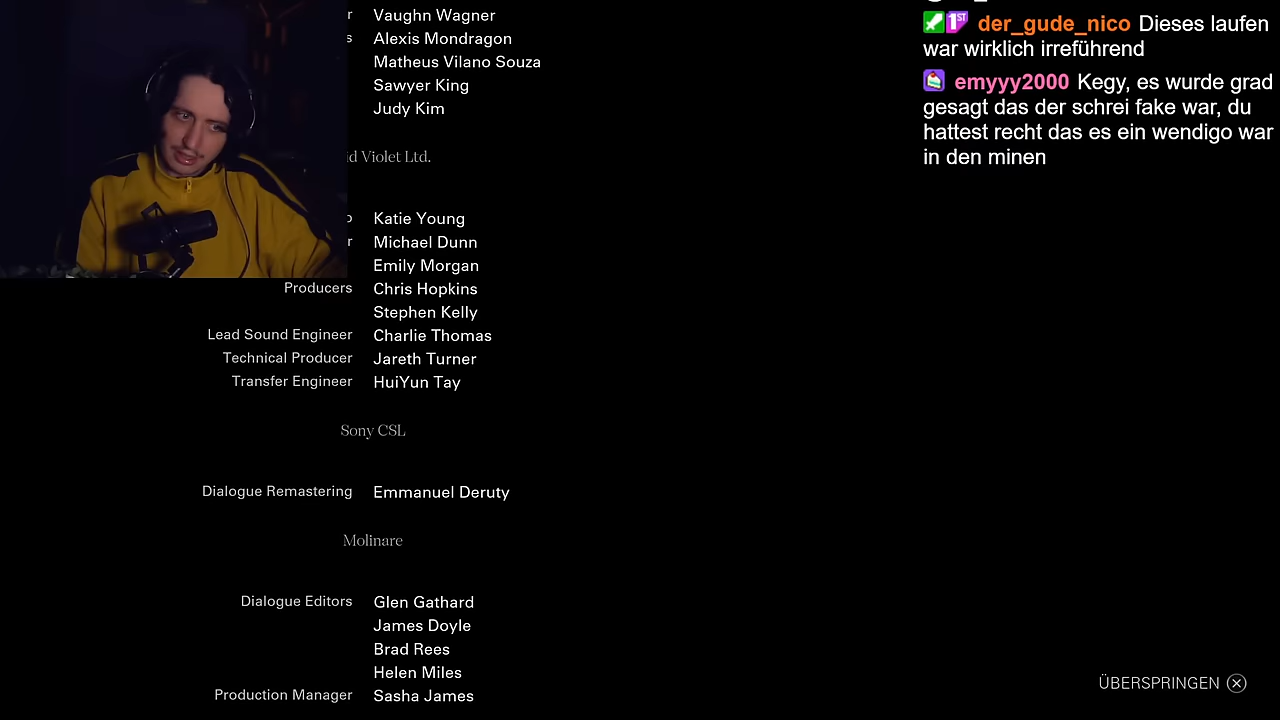 Vaughn Wagner
Alexis Mondragon
Matheus Vilano Souza
Sawyer King
Judy Kim
Violet Ltd.
Katie Young
Michael Dunn
Emily Morgan
Producers Chris Hopkins
Stephen Kelly
Lead Sound Engineer Charlie Thomas
Technical Producer Jareth Turner
Transfer Engineer HuiYun Tay
Sony CSL
Dialogue Remastering Emmanuel Deruty
Molinare
Dialogue Editors Glen Gathard
James Doyle
Brad Rees
Helen Miles
Production Manager Sasha James
1ST der_gude_nico Dieses laufen
war wirklich irreführend
emyyy2000 Kegy, es wurde grad
gesagt das der schrei fake war, du
hattest recht das es ein wendigo war
in den minen
ÜBERSPRINGEN